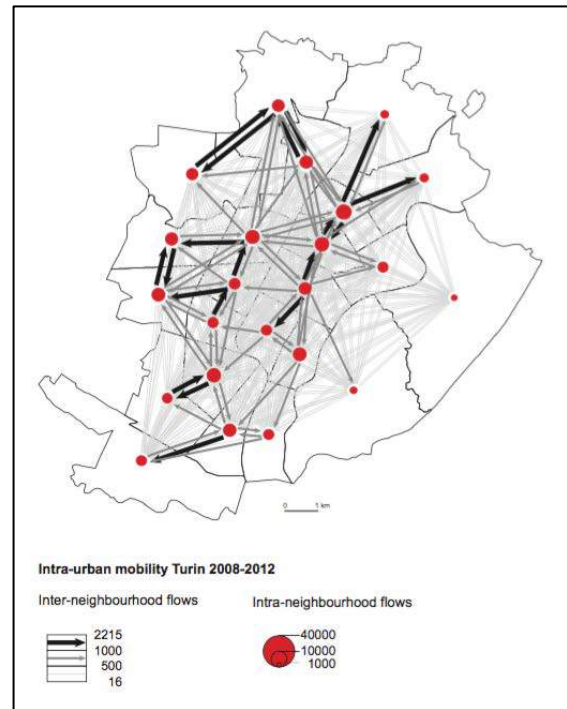 0 1 km
Intra-urban mobility Turin 2008-2012
Inter-neighbourhood flows
Intra-neighbourhood flows
2215
1000
500
16
40000
10000
1000